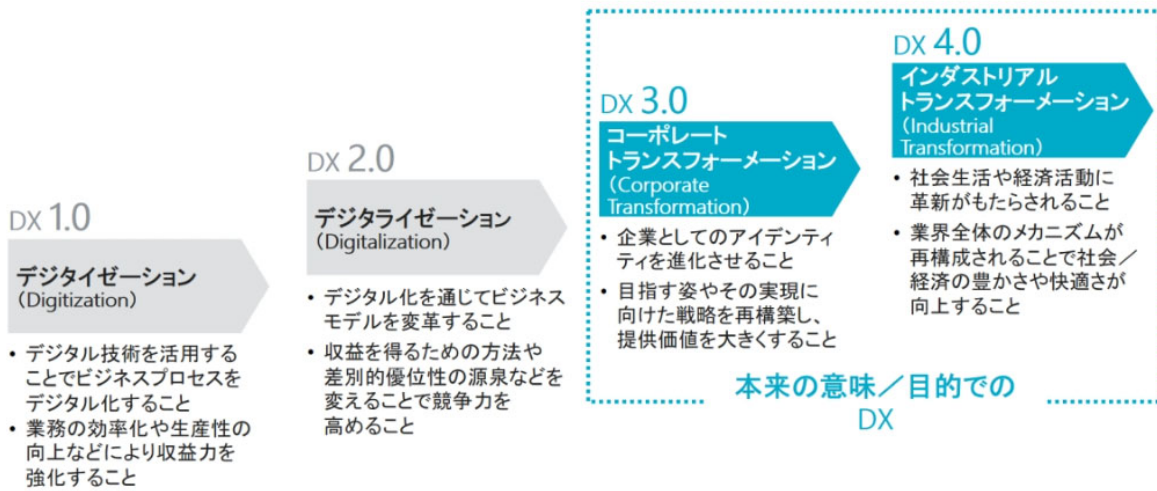 DX 1.0
デジタイゼーション
（Digitization）
• デジタル技術を活用する
ことでビジネスプロセスを
デジタル化すること
• 業務の効率化や生産性の
向上などにより収益力を
強化すること
DX 2.0
デジタライゼーション
（Digitalization）
• デジタル化を通じてビジネス
モデルを変革すること
• 収益を得るための方法や
差別的優位性の源泉などを
変えることで競争力を
高めること
DX 3.0
コーポレート
トランスフォーメーション
（Corporate
Transformation）
• 企業としてのアイデンティ
ティを進化させること
• 目指す姿やその実現に
向けた戦略を再構築し、
提供価値を大きくすること
DX 4.0
インダストリアル
トランスフォーメーション
（Industrial
Transformation）
• 社会生活や経済活動に
革新がもたらされること
• 業界全体のメカニズムが
再構成されることで社会／
経済の豊かさや快適さが
向上すること
本来の意味／目的での
DX